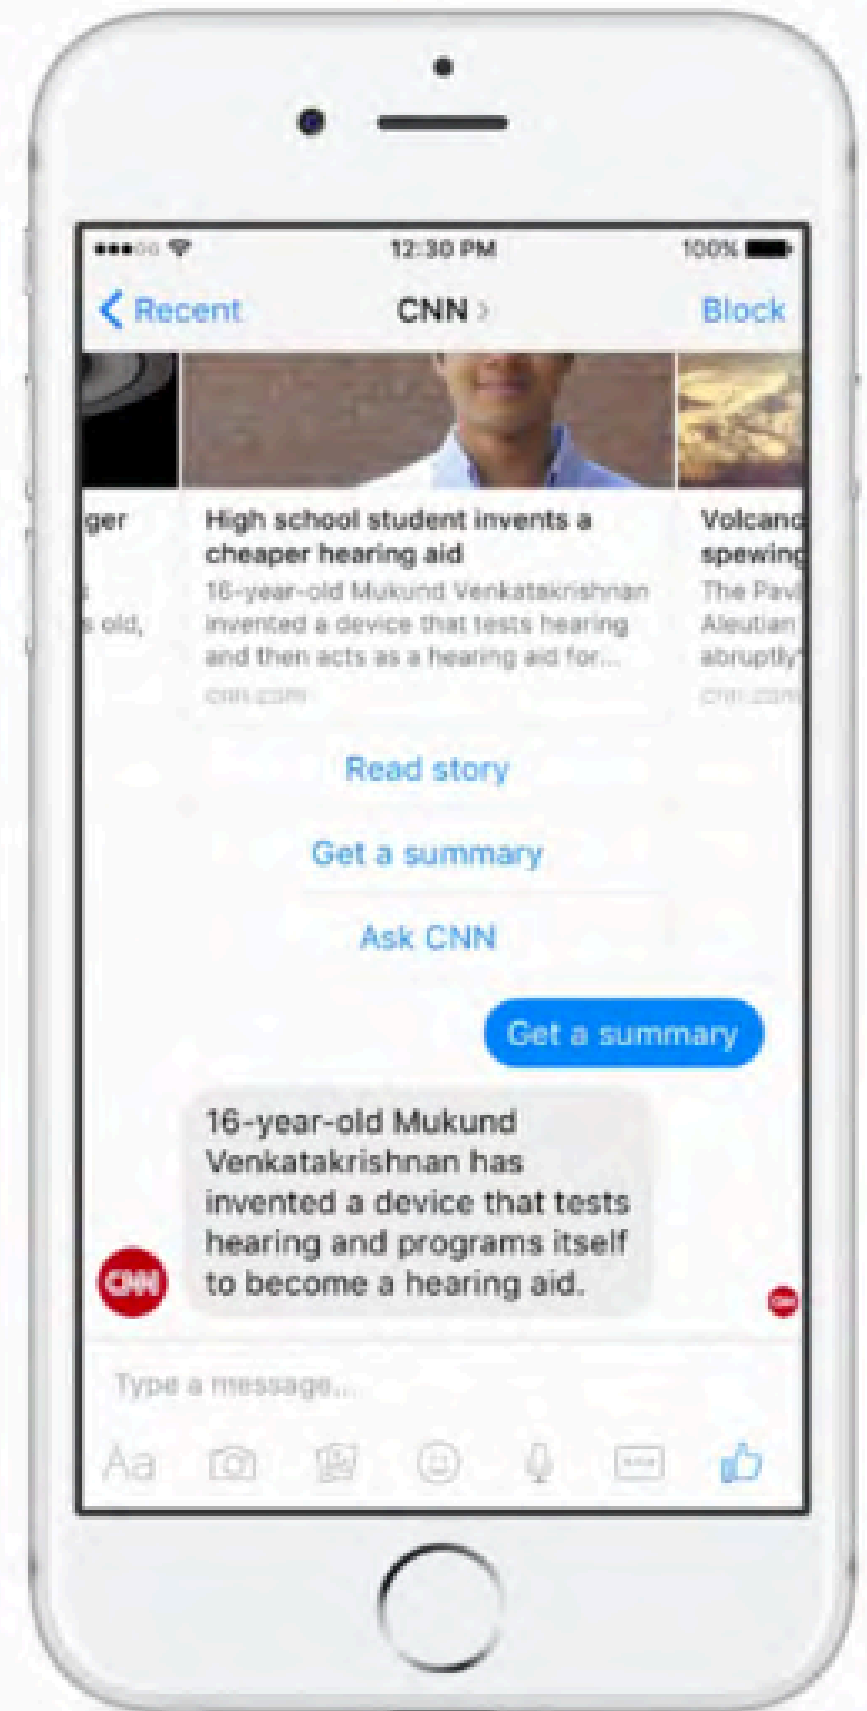 12:30 PM 100%
Recent CNN Block
ger
s old,
High school student invents a
cheaper hearing aid
16-year-old Mukund Venkatakrishnan
invented a device that tests hearing
and then acts as a hearing aid for...
cnn.com
Volcano
spewing
The Pavl
Aleutian
abruptly"
cnn.com
Read story
Get a summary
Ask CNN
Get a summary
16-year-old Mukund
Venkatakrishnan has
invented a device that tests
hearing and programs itself
to become a hearing aid.
CNN
Type a message...
Aa